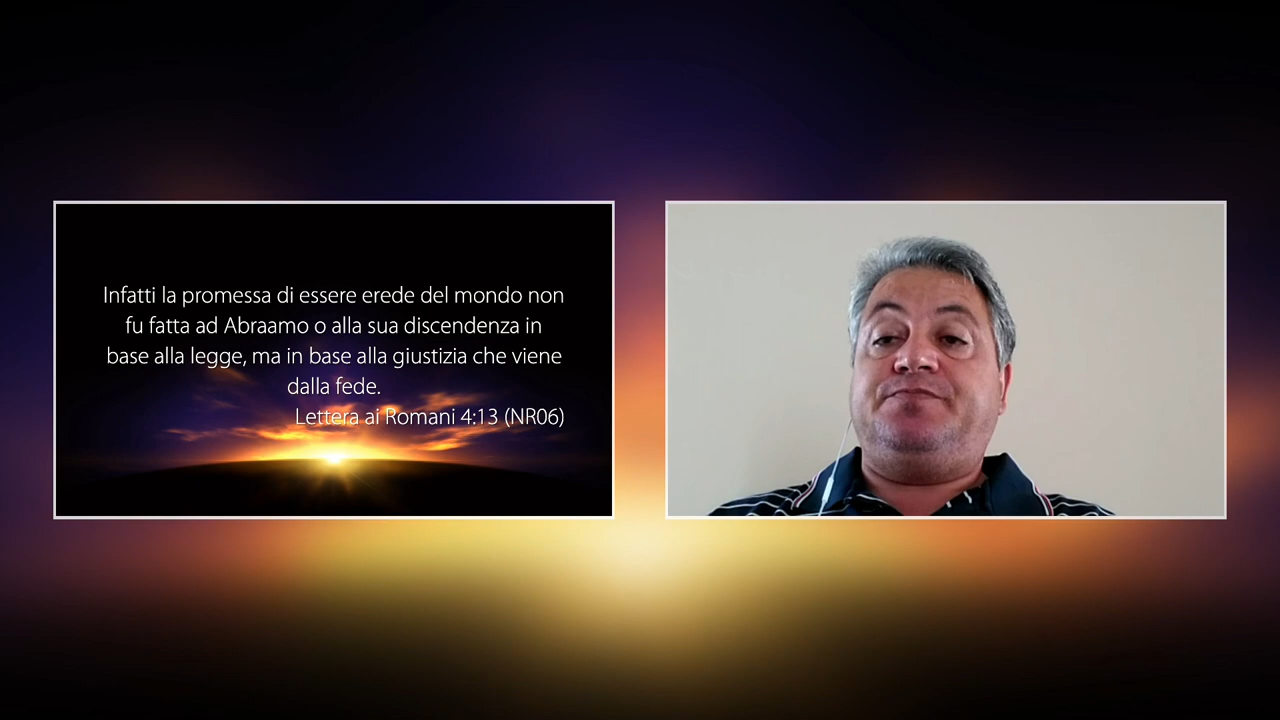 Infatti la promessa di essere erede del mondo non
fu fatta ad Abraamo o alla sua discendenza in
base alla legge, ma in base alla giustizia che viene
dalla fede.
Lettera ai Romani 4:13 (NR06)